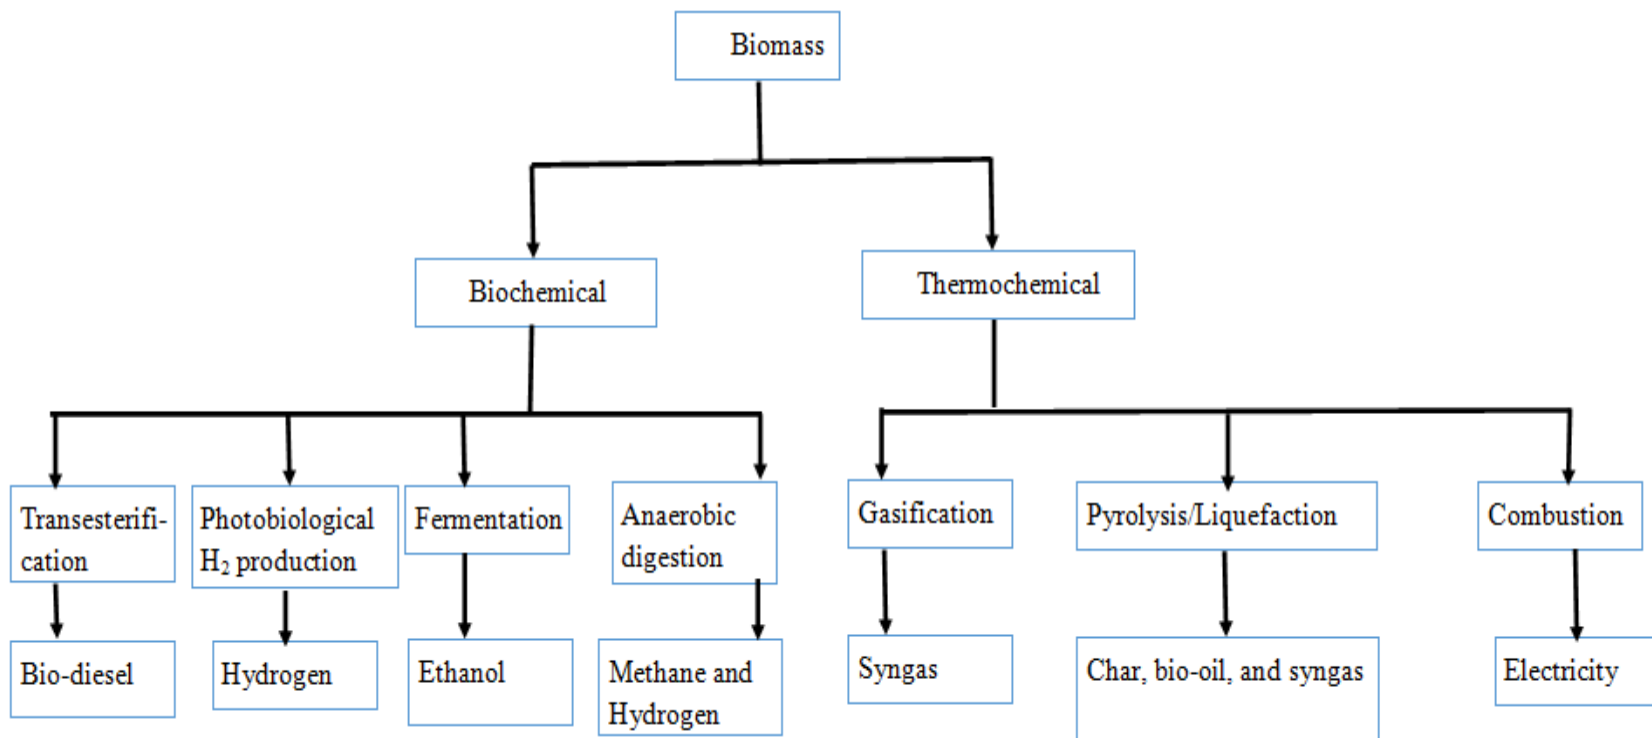 Biomass
Biochemical
Thermochemical
Transesterifi-
cation
Photobiological
H₂ production
Fermentation
Anaerobic
digestion
Gasification
Pyrolysis/Liquefaction
Combustion
Bio-diesel
Hydrogen
Ethanol
Methane and
Hydrogen
Syngas
Char, bio-oil, and syngas
Electricity